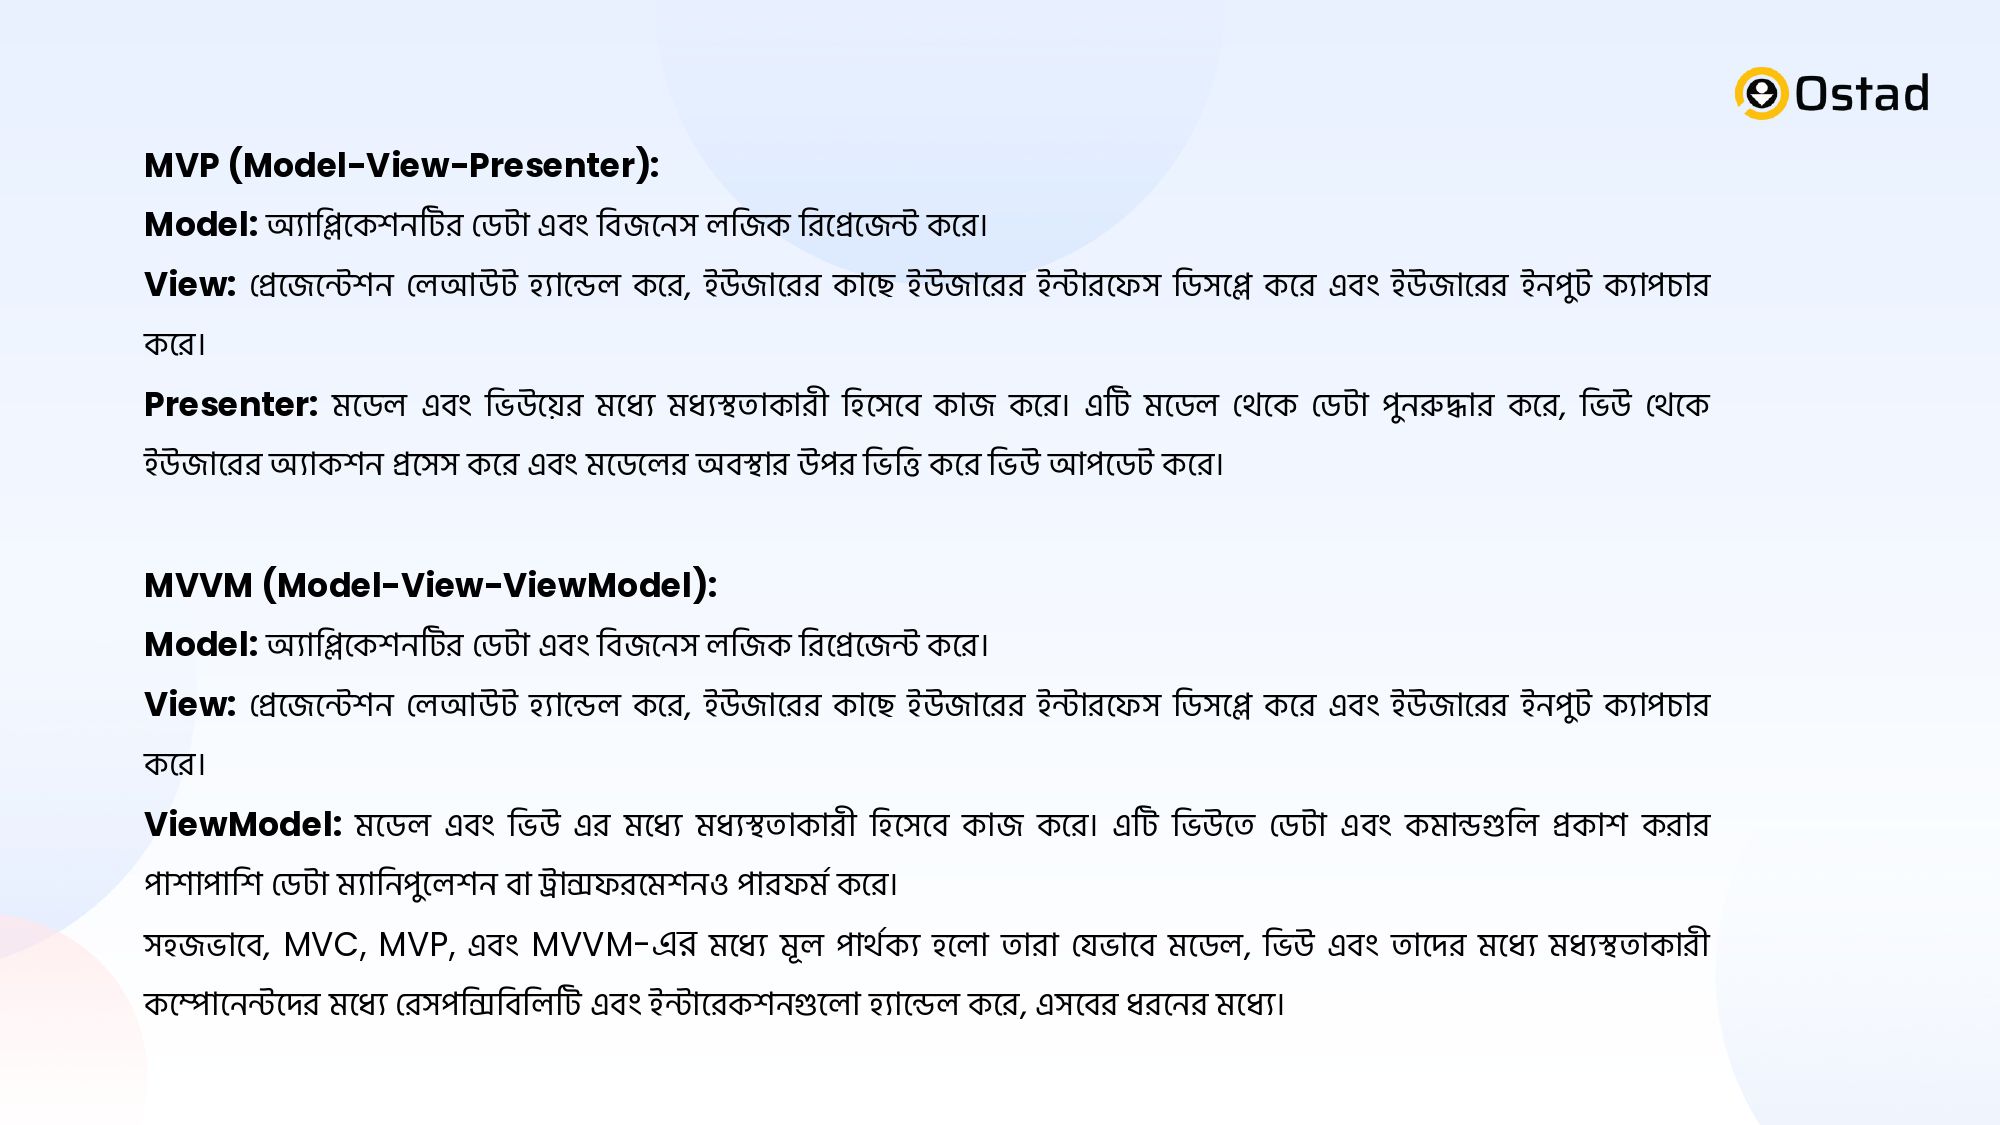 Ostad
MVP (Model-View-Presenter):
Model: অ্যাপ্লিকেশনটির ডেটা এবং বিজনেস লজিক রিপ্রেজেন্ট করে।
View: প্রেজেন্টেশন লেআউট হ্যান্ডেল করে, ইউজারের কাছে ইউজারের ইন্টারফেস ডিসপ্লে করে এবং ইউজারের ইনপুট ক্যাপচার
করে।
Presenter: মডেল এবং ভিউয়ের মধ্যে মধ্যস্থতাকারী হিসেবে কাজ করে। এটি মডেল থেকে ডেটা পুনরুদ্ধার করে, ভিউ থেকে
ইউজারের অ্যাকশন প্রসেস করে এবং মডেলের অবস্থার উপর ভিত্তি করে ভিউ আপডেট করে।
MVVM (Model-View-ViewModel):
Model: অ্যাপ্লিকেশনটির ডেটা এবং বিজনেস লজিক রিপ্রেজেন্ট করে।
View: প্রেজেন্টেশন লেআউট হ্যান্ডেল করে, ইউজারের কাছে ইউজারের ইন্টারফেস ডিসপ্লে করে এবং ইউজারের ইনপুট ক্যাপচার
করে।
ViewModel: মডেল এবং ভিউ এর মধ্যে মধ্যস্থতাকারী হিসেবে কাজ করে। এটি ভিউতে ডেটা এবং কমান্ডগুলি প্রকাশ করার
পাশাপাশি ডেটা ম্যানিপুলেশন বা ট্রান্সফরমেশনও পারফর্ম করে।
সহজভাবে, MVC, MVP, এবং MVVM-এর মধ্যে মূল পার্থক্য হলো তারা যেভাবে মডেল, ভিউ এবং তাদের মধ্যে মধ্যস্থতাকারী
কম্পোনেন্টদের মধ্যে রেসপন্সিবিলিটি এবং ইন্টারেকশনগুলো হ্যান্ডেল করে, এসবের ধরনের মধ্যে।